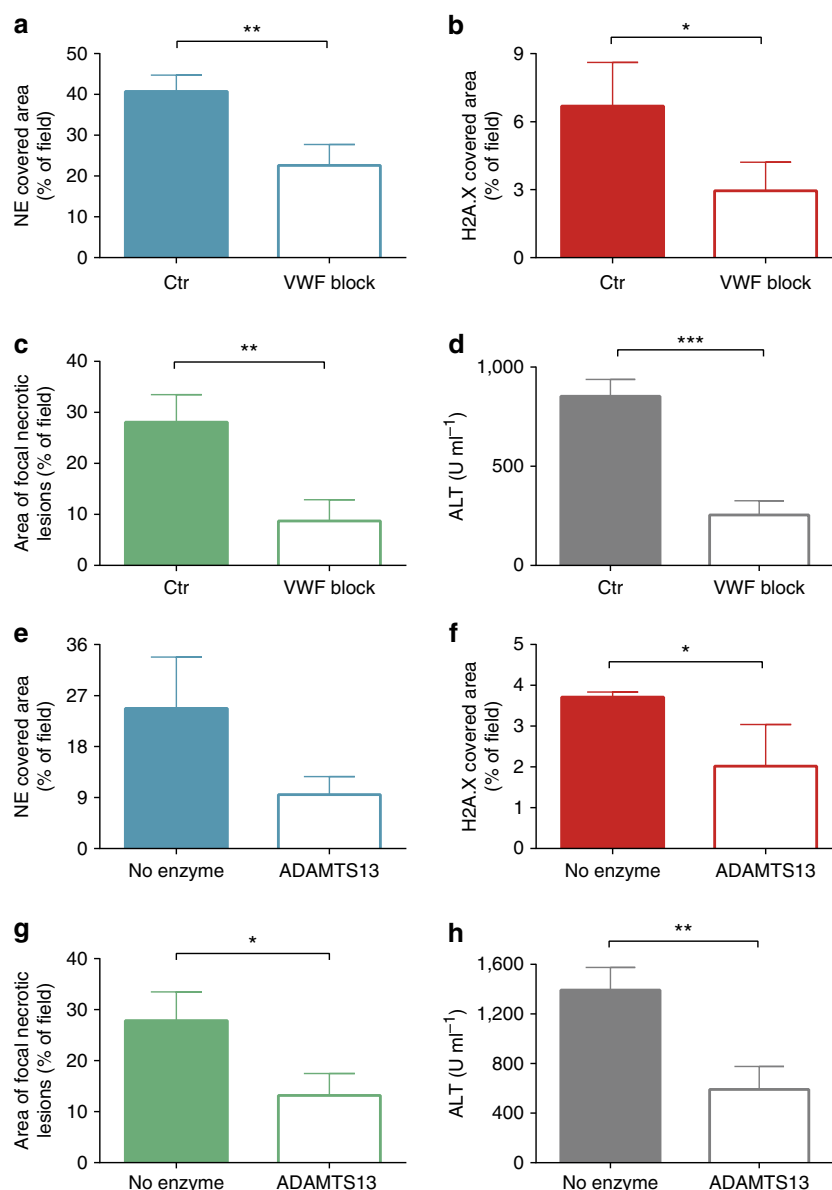 a
**
NE covered area
(% of field)
50
40
30
20
10
0
Ctr
VWF block
b
*
H2A.X covered area
(% of field)
9
6
3
0
Ctr
VWF block
c
**
Area of focal necrotic
lesions (% of field)
40
30
20
10
0
Ctr
VWF block
d
***
ALT (U ml⁻¹)
1,000
500
0
Ctr
VWF block
e
NE covered area
(% of field)
36
27
18
9
0
No enzyme
ADAMTS13
f
*
H2A.X covered area
(% of field)
5
4
3
2
1
0
No enzyme
ADAMTS13
g
*
Area of focal necrotic
lesions (% of field)
40
30
20
10
0
No enzyme
ADAMTS13
h
**
ALT (U ml⁻¹)
1,600
1,200
800
400
0
No enzyme
ADAMTS13